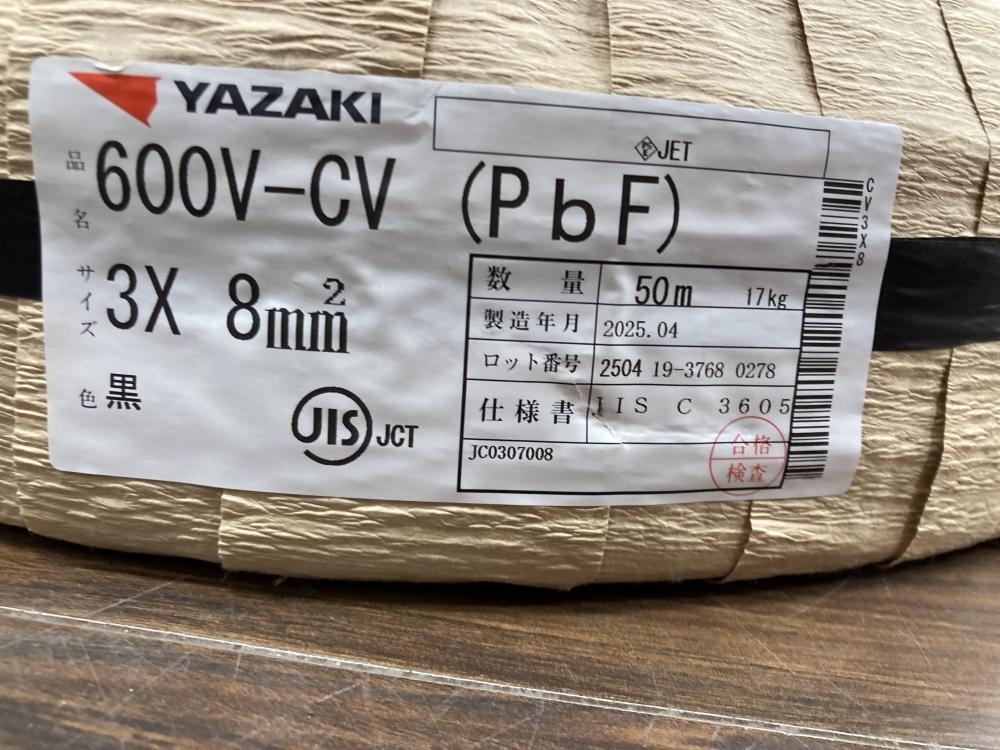 YAZAKI
PSE JET
品名 600V-CV (PbF)
サイズ 3X 8mm²
色 黒
JIS JCT
数 量 50m 17kg
製造年月 2025.04
ロット番号 2504 19-3768 0278
仕様書 JIS C 3605
JC0307008
合格
検査
CV3X8